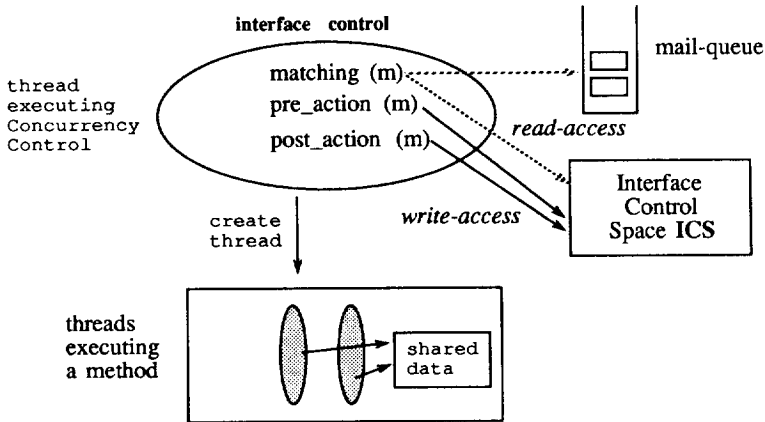 interface control
mail-queue
matching (m)
pre_action (m)
post_action (m)
thread
executing
Concurrency
Control
read-access
write-access
Interface
Control
Space ICS
create
thread
threads
executing
a method
shared
data